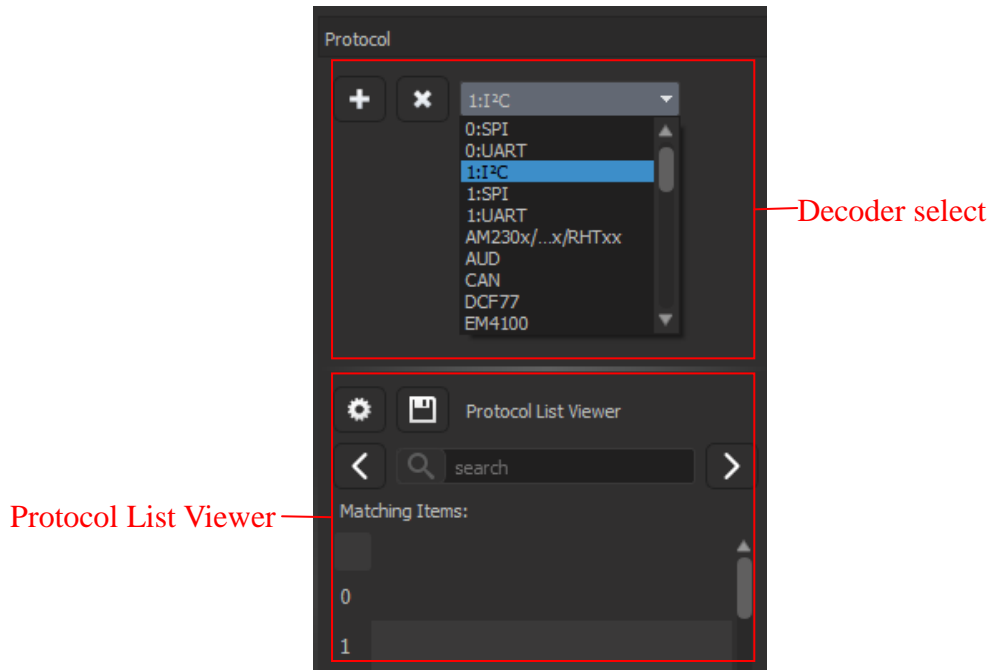 Protocol
1:I²C
0:SPI
0:UART
1:I²C
1:SPI
1:UART
AM230x/...x/RHTxx
AUD
CAN
DCF77
EM4100
Decoder select
Protocol List Viewer
search
Protocol List Viewer
Matching Items:
0
1